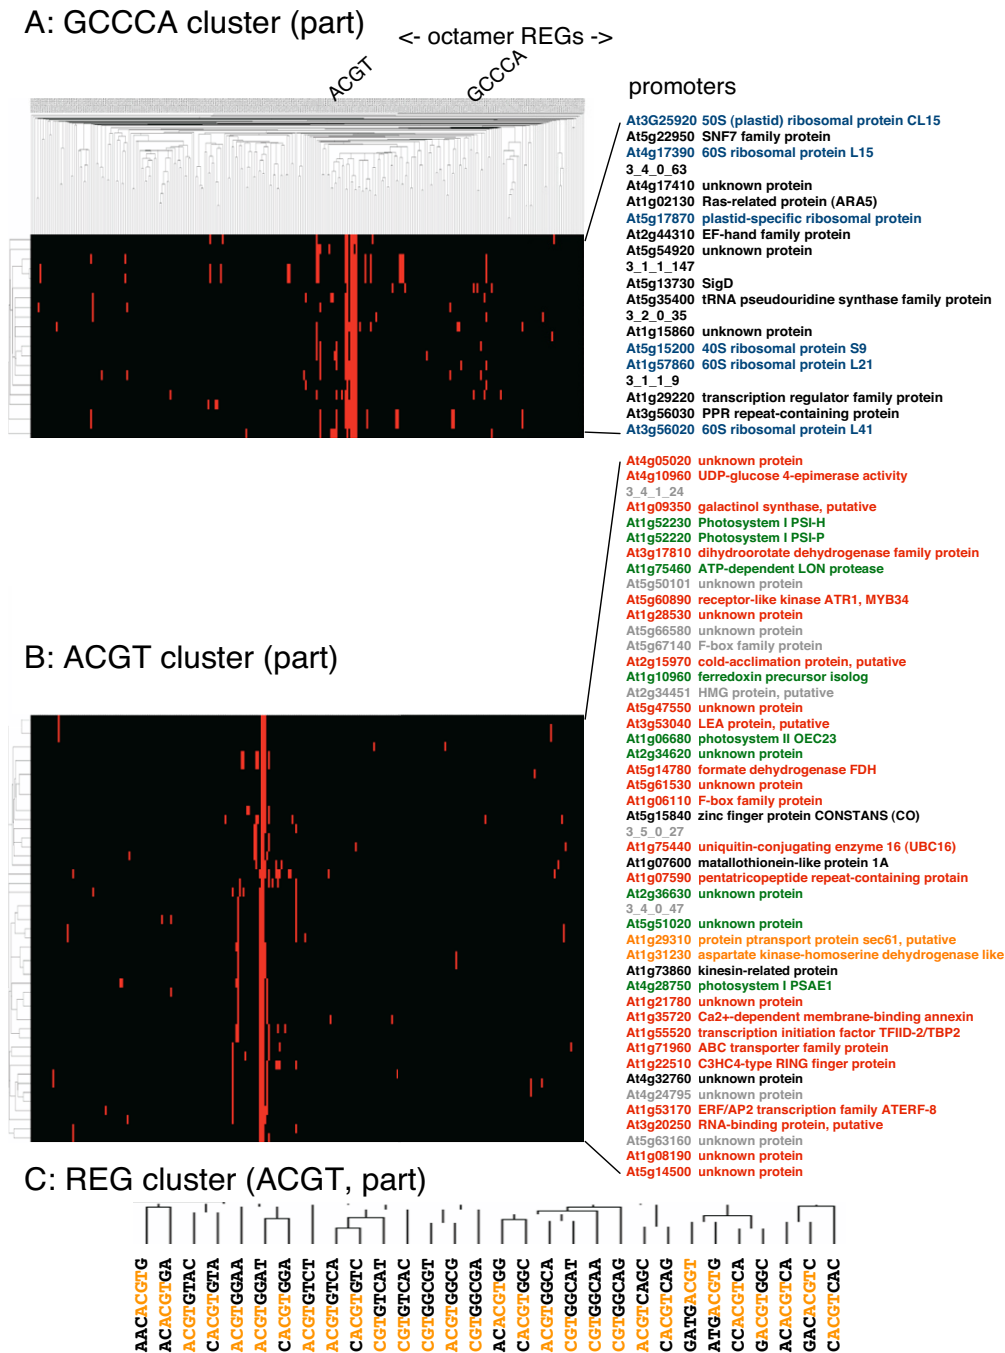 A: GCCCA cluster (part)
<- octamer REGs ->
ACGT
GCCCA
promoters
At3G25920 50S (plastid) ribosomal protein CL15
At5g22950 SNF7 family protein
At4g17390 60S ribosomal protein L15
3_4_0_63
At4g17410 unknown protein
At1g02130 Ras-related protein (ARA5)
At5g17870 plastid-specific ribosomal protein
At2g44310 EF-hand family protein
At5g54920 unknown protein
3_1_1_147
At5g13730 SigD
At5g35400 tRNA pseudouridine synthase family protein
3_2_0_35
At1g15860 unknown protein
At5g15200 40S ribosomal protein S9
At1g57860 60S ribosomal protein L21
3_1_1_9
At1g29220 transcription regulator family protein
At3g56030 PPR repeat-containing protein
At3g56020 60S ribosomal protein L41
At4g05020 unknown protein
At4g10960 UDP-glucose 4-epimerase activity
3_4_1_24
At1g09350 galactinol synthase, putative
At1g52230 Photosystem I PSI-H
At1g52220 Photosystem I PSI-P
At3g17810 dihydroorotate dehydrogenase family protein
At1g75460 ATP-dependent LON protease
At5g50101 unknown protein
At5g60890 receptor-like kinase ATR1, MYB34
At1g28530 unknown protein
At5g66580 unknown protein
At5g67140 F-box family protein
At2g15970 cold-acclimation protein, putative
At1g10960 ferredoxin precursor isolog
At2g34451 HMG protein, putative
At5g47550 unknown protein
At3g53040 LEA protein, putative
At1g06680 photosystem II OEC23
At2g34620 unknown protein
At5g14780 formate dehydrogenase FDH
At5g61530 unknown protein
At1g06110 F-box family protein
At5g15840 zinc finger protein CONSTANS (CO)
3_5_0_27
At1g75440 uniquitin-conjugating enzyme 16 (UBC16)
At1g07600 matallothionein-like protein 1A
At1g07590 pentatricopeptide repeat-containing protain
At2g36630 unknown protein
3_4_0_47
At5g51020 unknown protein
At1g29310 protein ptransport protein sec61, putative
At1g31230 aspartate kinase-homoserine dehydrogenase like
At1g73860 kinesin-related protein
At4g28750 photosystem I PSAE1
At1g21780 unknown protein
At1g35720 Ca2+-dependent membrane-binding annexin
At1g55520 transcription initiation factor TFIID-2/TBP2
At1g71960 ABC transporter family protein
At1g22510 C3HC4-type RING finger protein
At4g32760 unknown protein
At4g24795 unknown protein
At1g53170 ERF/AP2 transcription family ATERF-8
At3g20250 RNA-binding protein, putative
At5g63160 unknown protein
At1g08190 unknown protein
At5g14500 unknown protein
B: ACGT cluster (part)
C: REG cluster (ACGT, part)
AACACGTG
ACACGTGA
ACGTGTAC
CACGTGTA
ACGTGGAA
ACGTGGAT
CACGTGGA
ACGTGTCT
ACGTGTCA
CACGTGTC
CGTGTCAT
CGTGTCAC
CGTGGCGT
ACGTGGCG
CGTGGCGA
ACACGTGG
CACGTGGC
ACGTGGCA
CGTGGCAT
CGTGGCAA
CGTGGCAG
ACGTCAGC
CACGTCAG
GATGACGT
ATGACGTG
CCACGTCA
GACGTGGC
ACACGTCA
GACACGTC
CACGTCAC